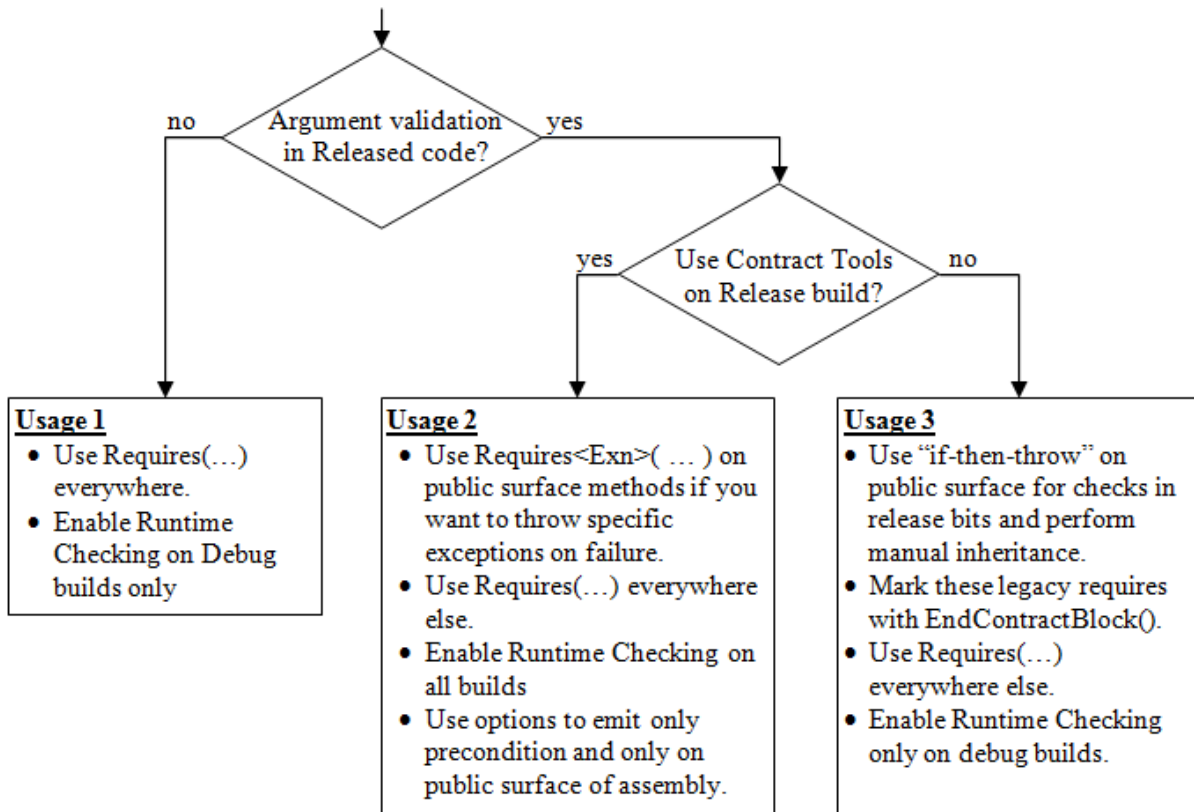 no
Argument validation
in Released code?
yes
yes
Use Contract Tools
on Release build?
no
Usage 1
• Use Requires(…)
everywhere.
• Enable Runtime
Checking on Debug
builds only
Usage 2
• Use Requires<Exn>( … ) on
public surface methods if you
want to throw specific
exceptions on failure.
• Use Requires(…) everywhere
else.
• Enable Runtime Checking on
all builds
• Use options to emit only
precondition and only on
public surface of assembly.
Usage 3
• Use “if-then-throw” on
public surface for checks in
release bits and perform
manual inheritance.
• Mark these legacy requires
with EndContractBlock().
• Use Requires(…)
everywhere else.
• Enable Runtime Checking
only on debug builds.